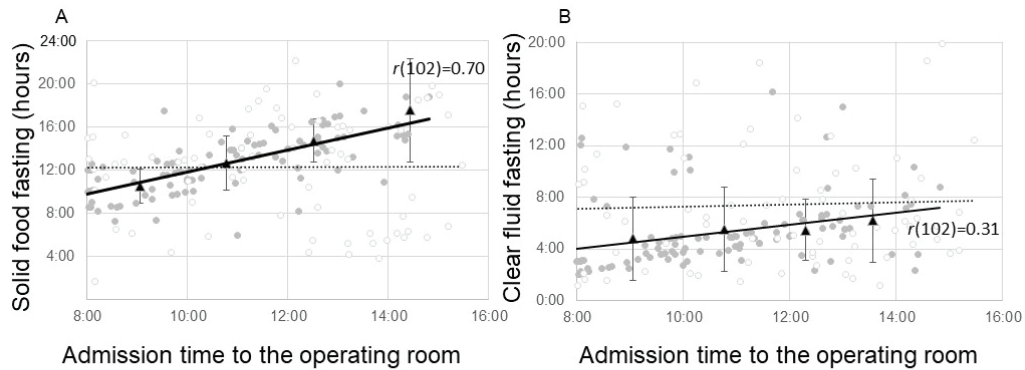 A
Solid food fasting (hours)
24:00
20:00
16:00
12:00
8:00
4:00
r(102)=0.70
8:00 10:00 12:00 14:00 16:00
Admission time to the operating room
B
Clear fluid fasting (hours)
20:00
16:00
12:00
8:00
4:00
0:00
r(102)=0.31
8:00 10:00 12:00 14:00 16:00
Admission time to the operating room